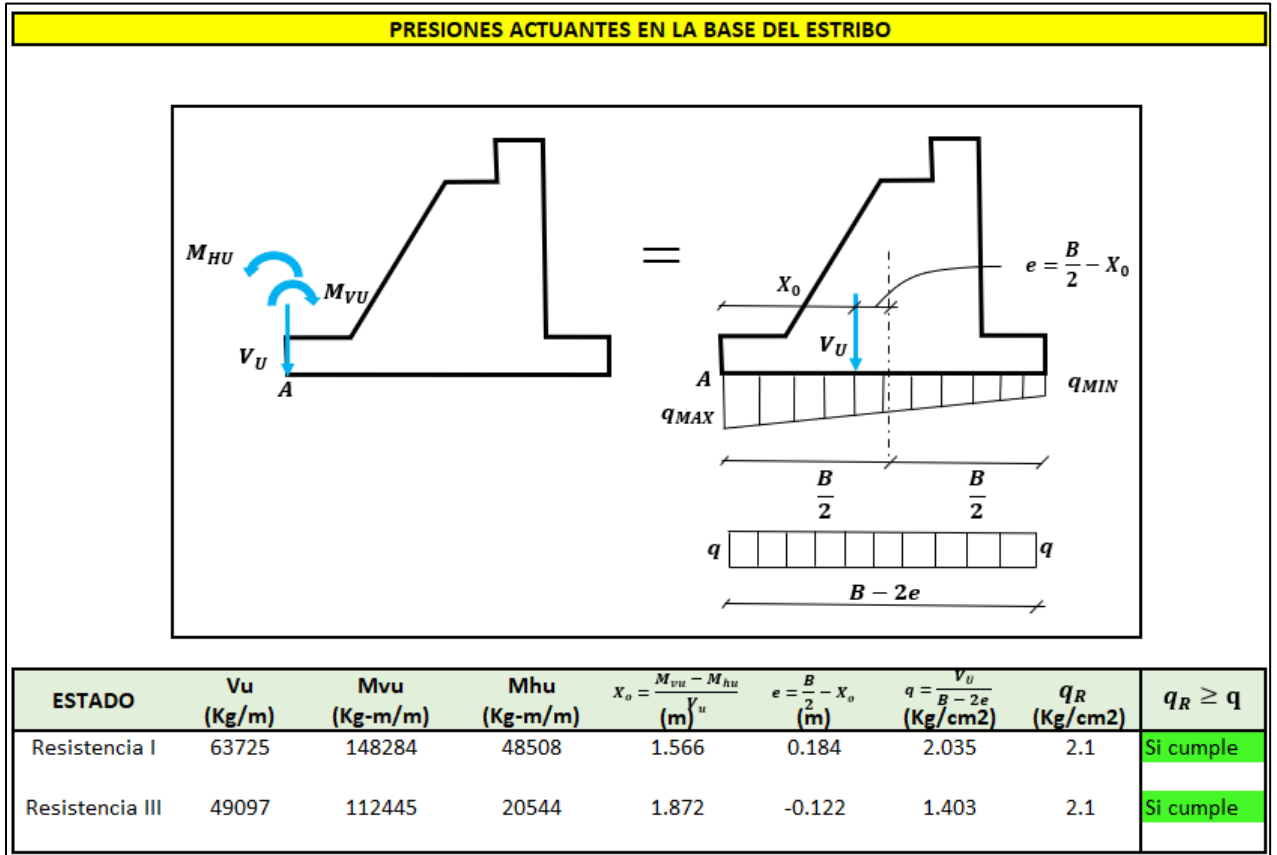 PRESIONES ACTUANTES EN LA BASE DEL ESTRIBO
M_HU
M_VU
V_U
A
=
X_0
e = B/2 − X_0
V_U
A
q_MAX
q_MIN
B/2 B/2
q q
B − 2e
ESTADO Vu (Kg/m) Mvu (Kg-m/m) Mhu (Kg-m/m) X_o = (M_vu − M_hu)/V_u (m) e = B/2 − X_o (m) q = V_U/(B − 2e) (Kg/cm2) q_R (Kg/cm2) q_R ≥ q
Resistencia I 63725 148284 48508 1.566 0.184 2.035 2.1 Si cumple
Resistencia III 49097 112445 20544 1.872 -0.122 1.403 2.1 Si cumple